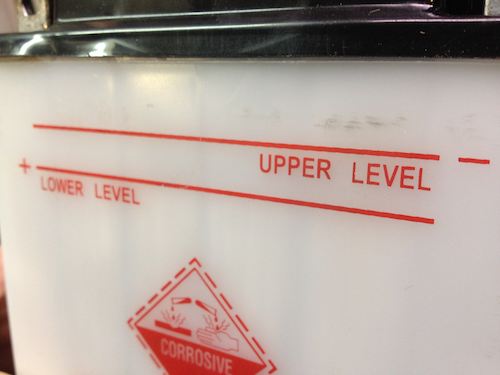 UPPER LEVEL −
+ LOWER LEVEL
CORROSIVE